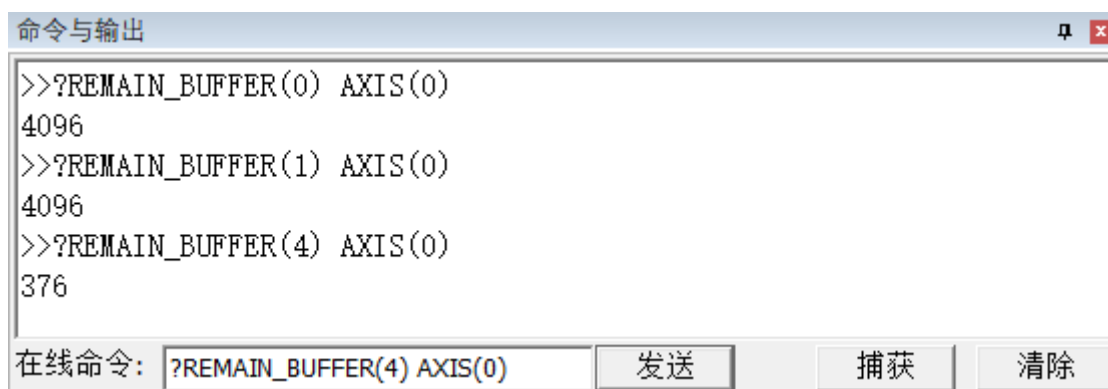 命令与输出
>>?REMAIN_BUFFER(0) AXIS(0)
4096
>>?REMAIN_BUFFER(1) AXIS(0)
4096
>>?REMAIN_BUFFER(4) AXIS(0)
376
在线命令: ?REMAIN_BUFFER(4) AXIS(0) 发送 捕获 清除